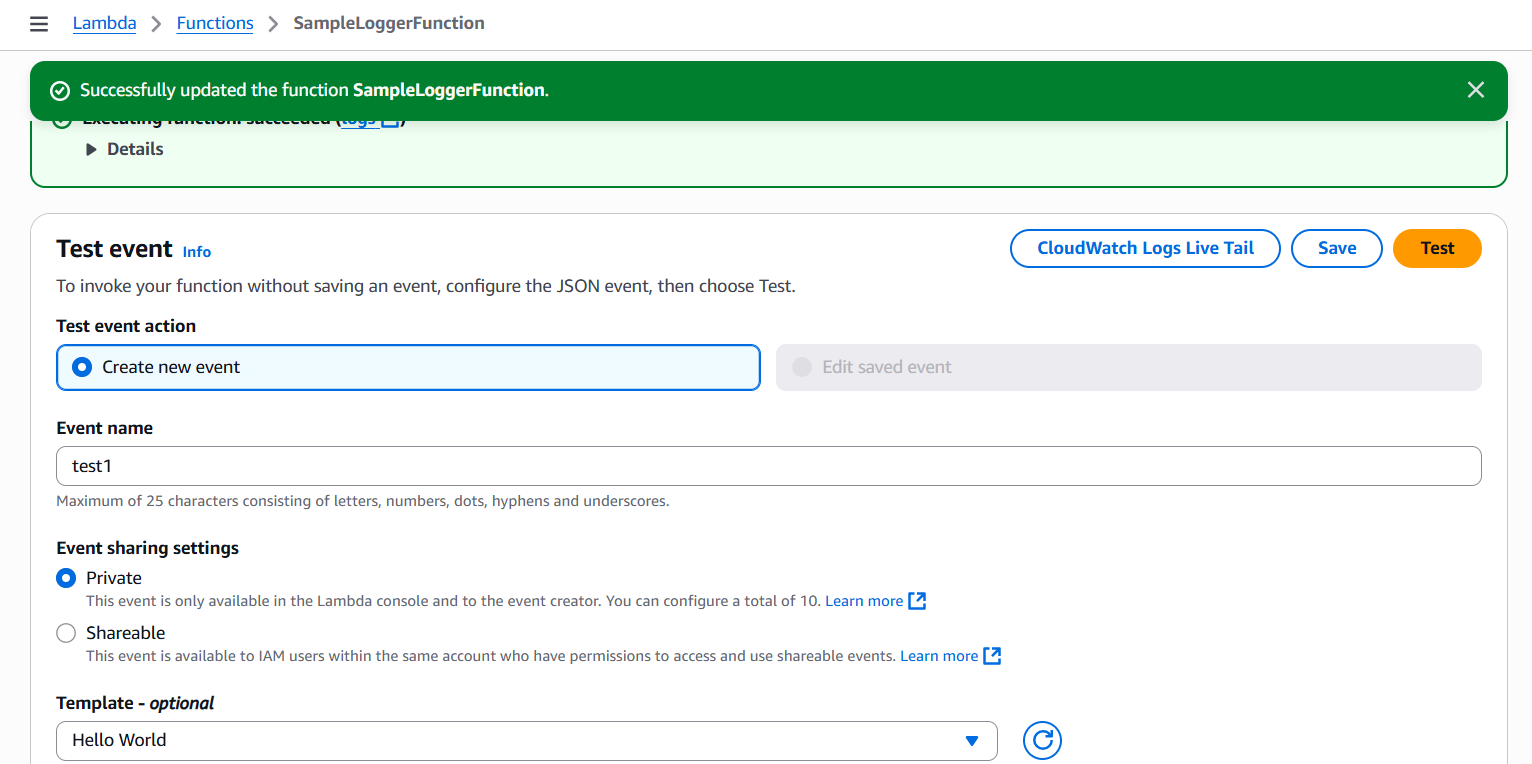 Lambda > Functions > SampleLoggerFunction
Successfully updated the function SampleLoggerFunction.
Executing function: succeeded (logs)
Details
Test event Info
CloudWatch Logs Live Tail Save Test
To invoke your function without saving an event, configure the JSON event, then choose Test.
Test event action
Create new event Edit saved event
Event name
test1
Maximum of 25 characters consisting of letters, numbers, dots, hyphens and underscores.
Event sharing settings
Private
This event is only available in the Lambda console and to the event creator. You can configure a total of 10. Learn more
Shareable
This event is available to IAM users within the same account who have permissions to access and use shareable events. Learn more
Template - optional
Hello World